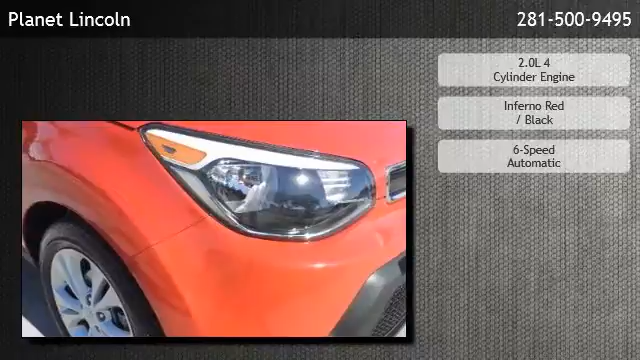 Planet Lincoln
281-500-9495
2.0L 4
Cylinder Engine
Inferno Red
/ Black
6-Speed
Automatic